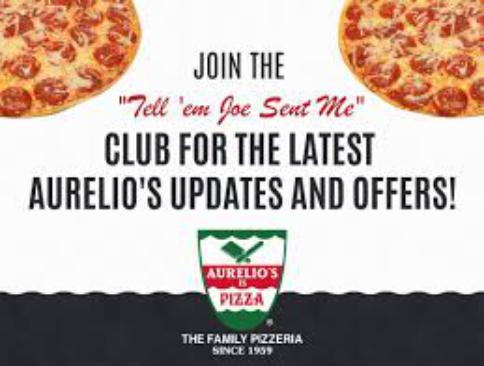 JOIN THE
"Tell 'em Joe Sent Me"
CLUB FOR THE LATEST
AURELIO'S UPDATES AND OFFERS!
AURELIO'S
IS
PIZZA
®
THE FAMILY PIZZERIA
SINCE 1959